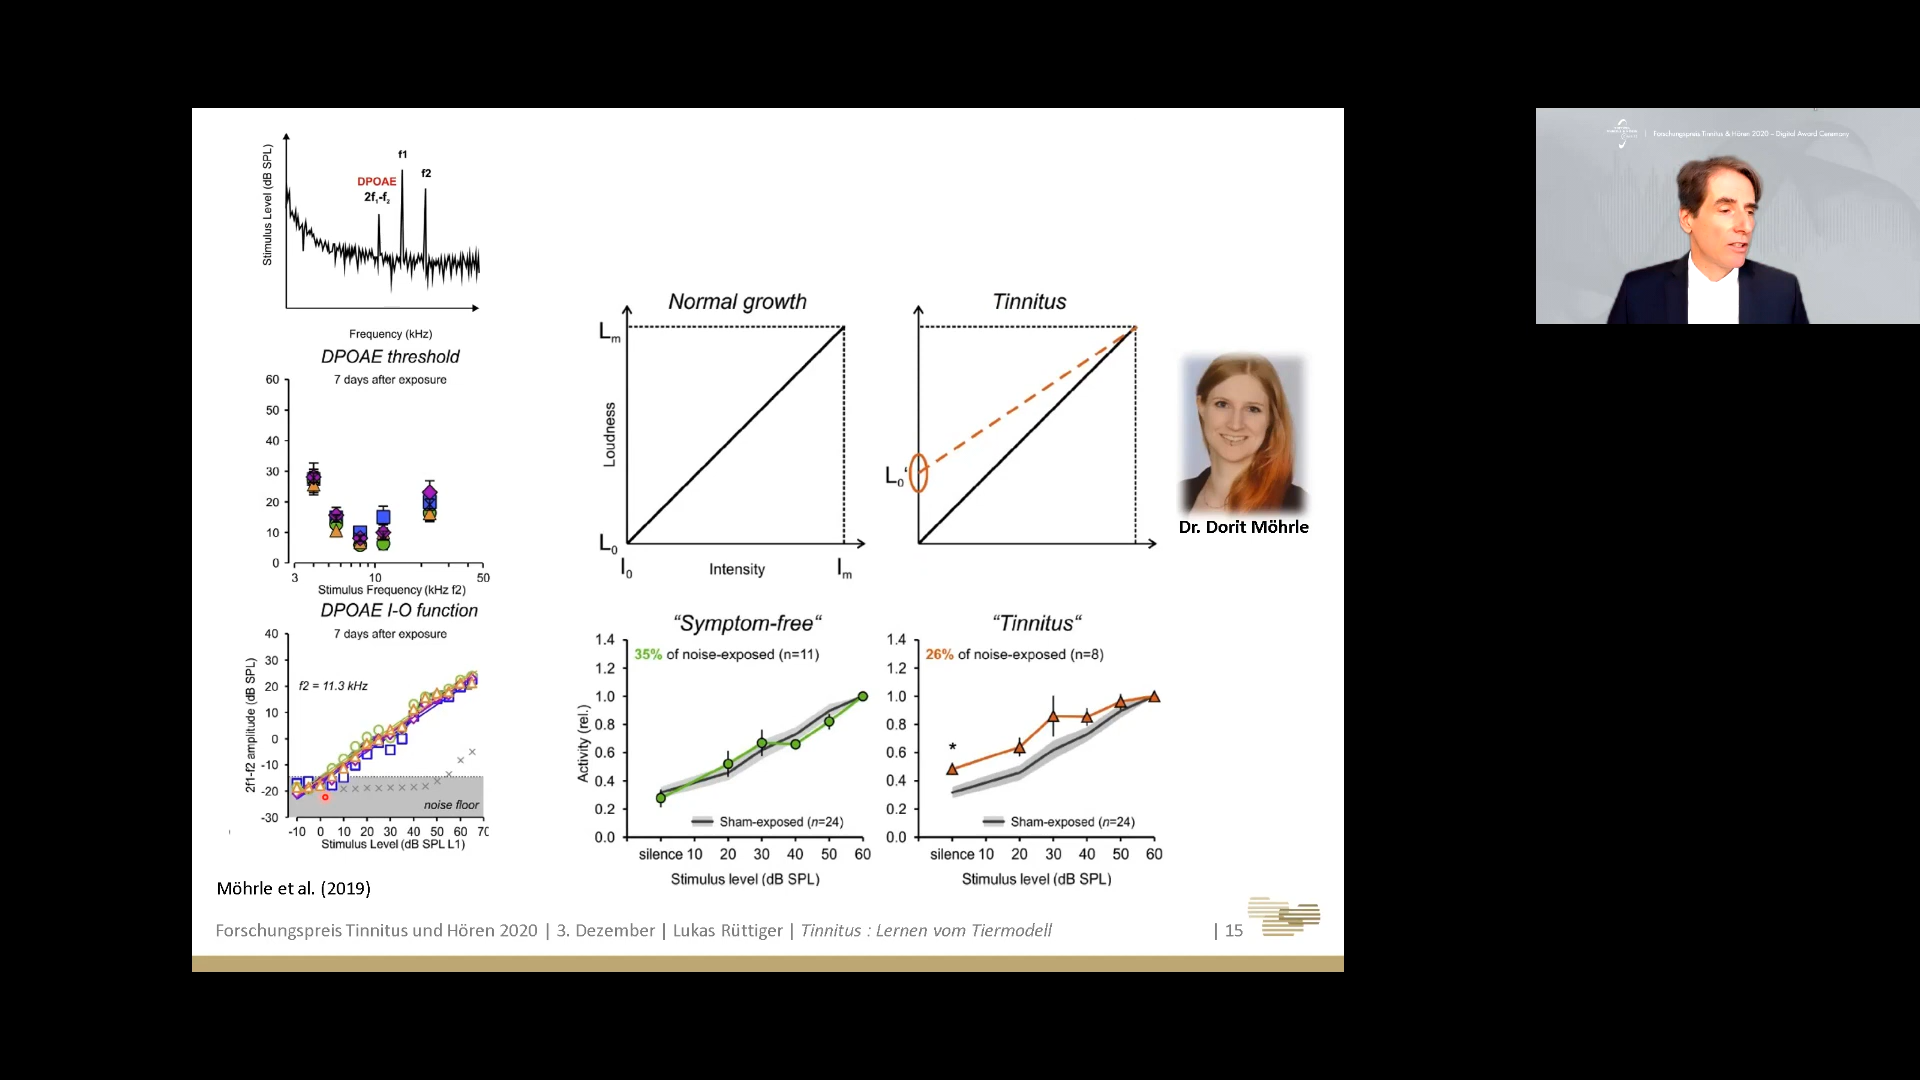 Stimulus Level (dB SPL)
f1
f2
DPOAE
2f1-f2
Frequency (kHz)
DPOAE threshold
7 days after exposure
60
50
40
30
20
10
0
3
10
50
Stimulus Frequency (kHz f2)
DPOAE I-O function
7 days after exposure
2f1-f2 amplitude (dB SPL)
40
30
20
10
0
-10
-20
-30
f2 = 11.3 kHz
noise floor
-10 0 10 20 30 40 50 60 70
Stimulus Level (dB SPL L1)
Möhrle et al. (2019)
Normal growth
Lm
Loudness
L0
I0
Intensity
Im
Tinnitus
L0‘
Dr. Dorit Möhrle
“Symptom-free“
35% of noise-exposed (n=11)
Activity (rel.)
1.4
1.2
1.0
0.8
0.6
0.4
0.2
0.0
Sham-exposed (n=24)
silence 10 20 30 40 50 60
Stimulus level (dB SPL)
“Tinnitus“
26% of noise-exposed (n=8)
1.4
1.2
1.0
0.8
0.6
0.4
0.2
0.0
*
Sham-exposed (n=24)
silence 10 20 30 40 50 60
Stimulus level (dB SPL)
Forschungspreis Tinnitus und Hören 2020 | 3. Dezember | Lukas Rüttiger | Tinnitus : Lernen vom Tiermodell
| 15
Forschungspreis Tinnitus & Hören 2020 – Digital Award Ceremony